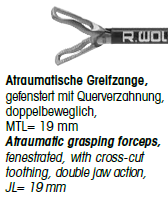 R.WOL
Atraumatische Greifzange,
gefenstert mit Querverzahnung,
doppelbeweglich,
MTL= 19 mm
Atraumatic grasping forceps,
fenestrated, with cross-cut
toothing, double jaw action,
JL= 19 mm